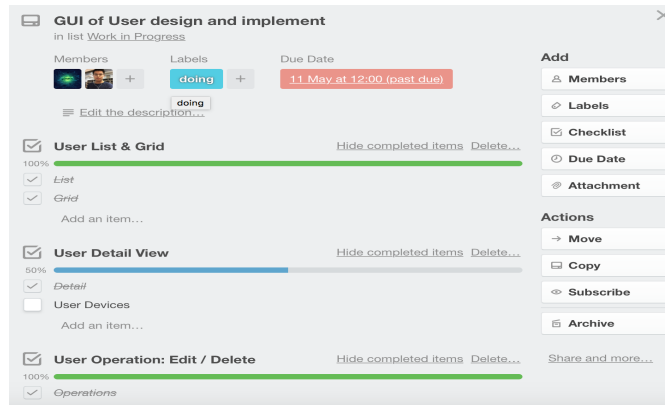 GUI of User design and implement
in list Work in Progress
Members
Labels
Due Date
+
doing
+
11 May at 12:00 (past due)
doing
Edit the description…
User List & Grid
Hide completed items Delete…
100%
List
Grid
Add an item…
User Detail View
Hide completed items Delete…
50%
Detail
User Devices
Add an item…
User Operation: Edit / Delete
Hide completed items Delete…
100%
Operations
Add
Members
Labels
Checklist
Due Date
Attachment
Actions
Move
Copy
Subscribe
Archive
Share and more…